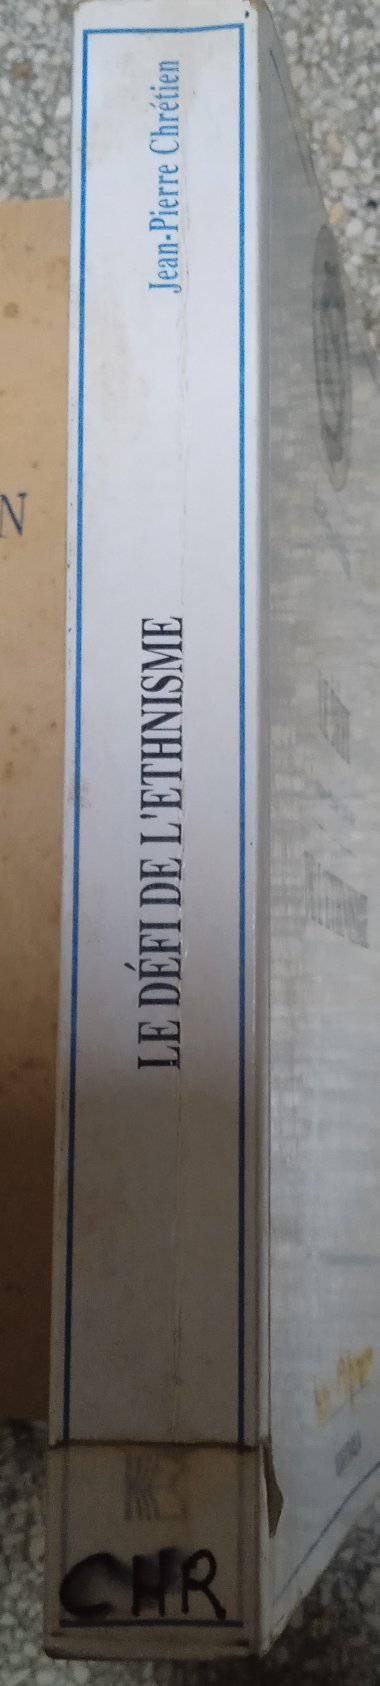 Jean-Pierre Chrétien
LE DÉFI DE L'ETHNISME
CHR
N